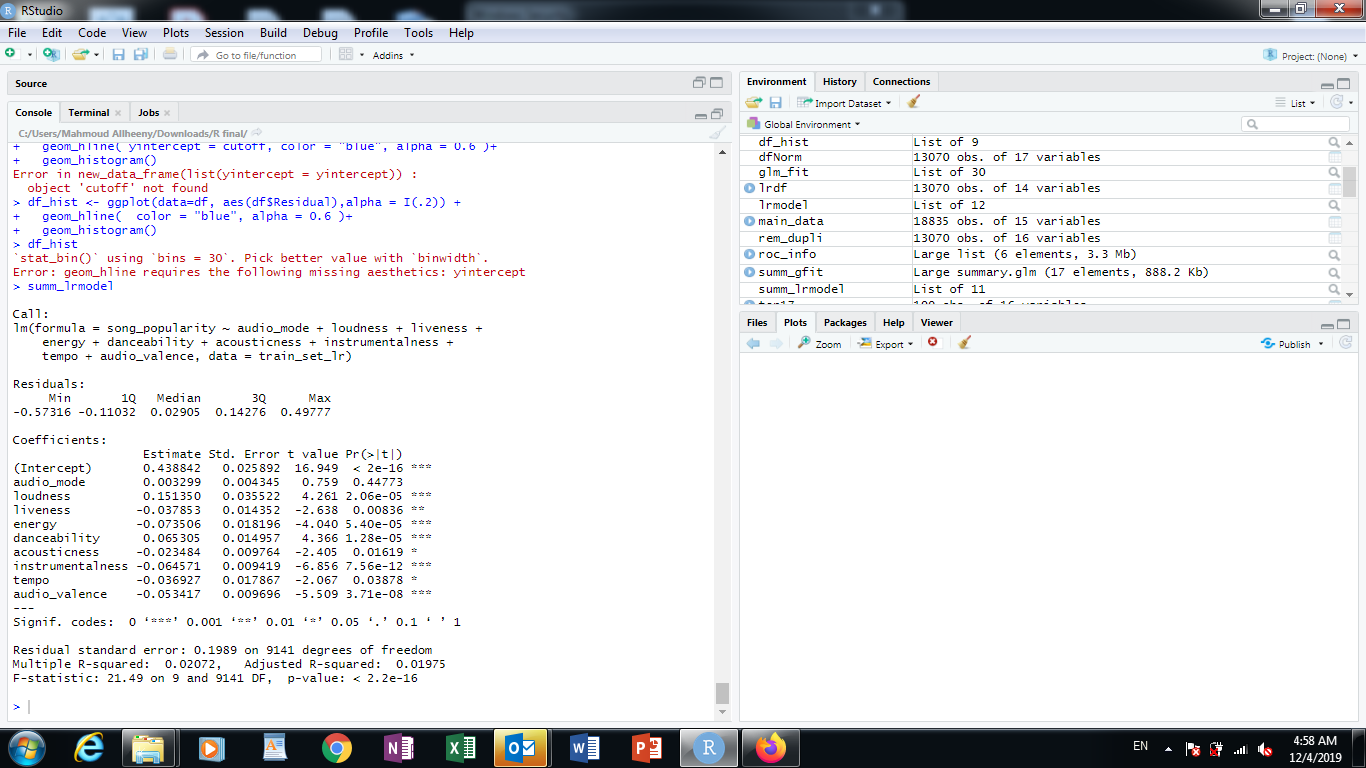 RStudio
File Edit Code View Plots Session Build Debug Profile Tools Help
Go to file/function Addins Project: (None)
Source
Console Terminal Jobs
C:/Users/Mahmoud Allheeny/Downloads/R final/
+   geom_hline( yintercept = cutoff, color = "blue", alpha = 0.6 )+
+   geom_histogram()
Error in new_data_frame(list(yintercept = yintercept)) :
  object 'cutoff' not found
> df_hist <- ggplot(data=df, aes(df$Residual),alpha = I(.2)) +
+   geom_hline(  color = "blue", alpha = 0.6 )+
+   geom_histogram()
> df_hist
`stat_bin()` using `bins = 30`. Pick better value with `binwidth`.
Error: geom_hline requires the following missing aesthetics: yintercept
> summ_lrmodel
Call:
lm(formula = song_popularity ~ audio_mode + loudness + liveness +
    energy + danceability + acousticness + instrumentalness +
    tempo + audio_valence, data = train_set_lr)
Residuals:
     Min       1Q   Median       3Q      Max
-0.57316 -0.11032  0.02905  0.14276  0.49777
Coefficients:
                  Estimate Std. Error t value Pr(>|t|)
(Intercept)       0.438842   0.025892  16.949  < 2e-16 ***
audio_mode        0.003299   0.004345   0.759  0.44773
loudness          0.151350   0.035522   4.261 2.06e-05 ***
liveness         -0.037853   0.014352  -2.638  0.00836 **
energy           -0.073506   0.018196  -4.040 5.40e-05 ***
danceability      0.065305   0.014957   4.366 1.28e-05 ***
acousticness     -0.023484   0.009764  -2.405  0.01619 *
instrumentalness -0.064571   0.009419  -6.856 7.56e-12 ***
tempo            -0.036927   0.017867  -2.067  0.03878 *
audio_valence    -0.053417   0.009696  -5.509 3.71e-08 ***
---
Signif. codes:  0 ‘***’ 0.001 ‘**’ 0.01 ‘*’ 0.05 ‘.’ 0.1 ‘ ’ 1
Residual standard error: 0.1989 on 9141 degrees of freedom
Multiple R-squared:  0.02072,   Adjusted R-squared:  0.01975
F-statistic: 21.49 on 9 and 9141 DF,  p-value: < 2.2e-16
>
Environment History Connections
Import Dataset List
Global Environment
df_hist List of 9
dfNorm 13070 obs. of 17 variables
glm_fit List of 30
lrdf 13070 obs. of 14 variables
lrmodel List of 12
main_data 18835 obs. of 15 variables
rem_dupli 13070 obs. of 16 variables
roc_info Large list (6 elements, 3.3 Mb)
summ_gfit Large summary.glm (17 elements, 888.2 Kb)
summ_lrmodel List of 11
Files Plots Packages Help Viewer
Zoom Export Publish
EN
4:58 AM
12/4/2019